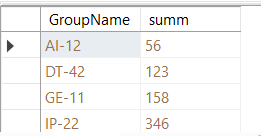 GroupName summ
AI-12 56
DT-42 123
GE-11 158
IP-22 346